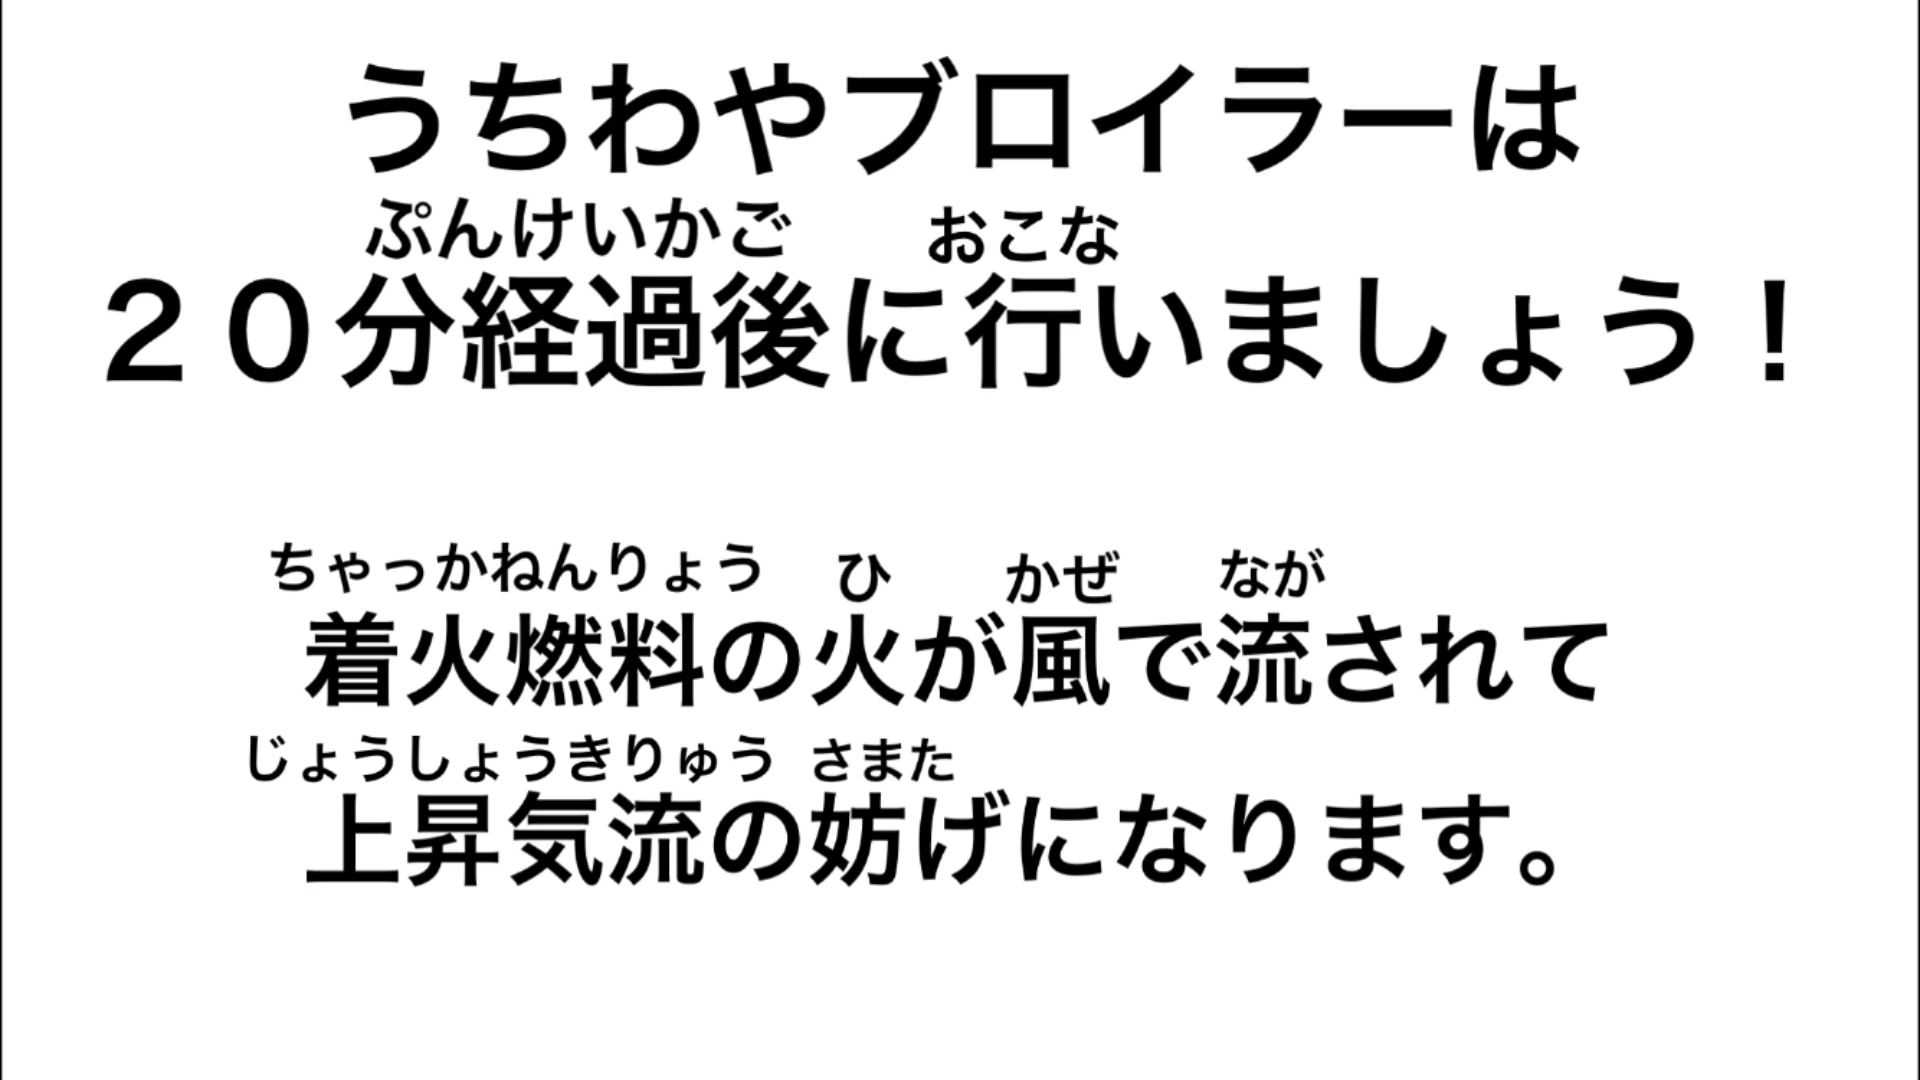 うちわやブロイラーは
ぷんけいかご おこな
２０分経過後に行いましょう！
ちゃっかねんりょう ひ かぜ なが
着火燃料の火が風で流されて
じょうしょうきりゅう さまた
上昇気流の妨げになります。